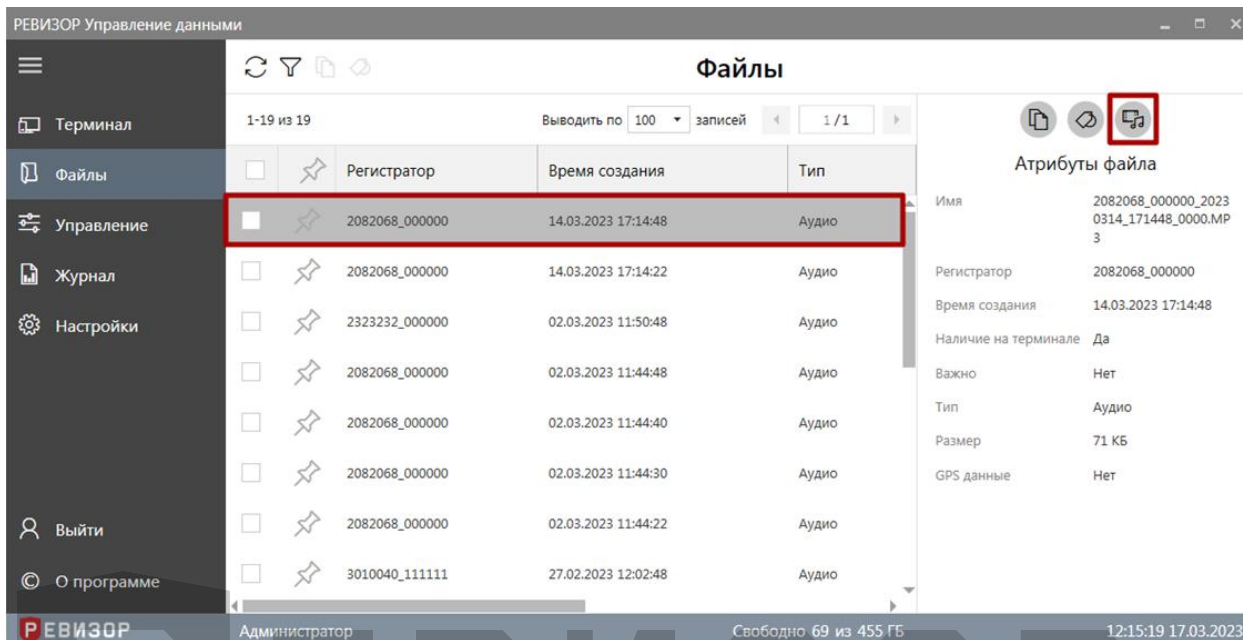 РЕВИЗОР Управление данными
Файлы
Терминал
Файлы
Управление
Журнал
Настройки
Выйти
© О программе
1-19 из 19 Выводить по 100 записей 1 / 1
Регистратор Время создания Тип
2082068_000000 14.03.2023 17:14:48 Аудио
2082068_000000 14.03.2023 17:14:22 Аудио
2323232_000000 02.03.2023 11:50:48 Аудио
2082068_000000 02.03.2023 11:44:48 Аудио
2082068_000000 02.03.2023 11:44:40 Аудио
2082068_000000 02.03.2023 11:44:30 Аудио
2082068_000000 02.03.2023 11:44:22 Аудио
3010040_111111 27.02.2023 12:02:48 Аудио
Атрибуты файла
Имя 2082068_000000_2023
0314_171448_0000.MP
3
Регистратор 2082068_000000
Время создания 14.03.2023 17:14:48
Наличие на терминале Да
Важно Нет
Тип Аудио
Размер 71 КБ
GPS данные Нет
РЕВИЗОР Администратор Свободно 69 из 455 ГБ 12:15:19 17.03.2023